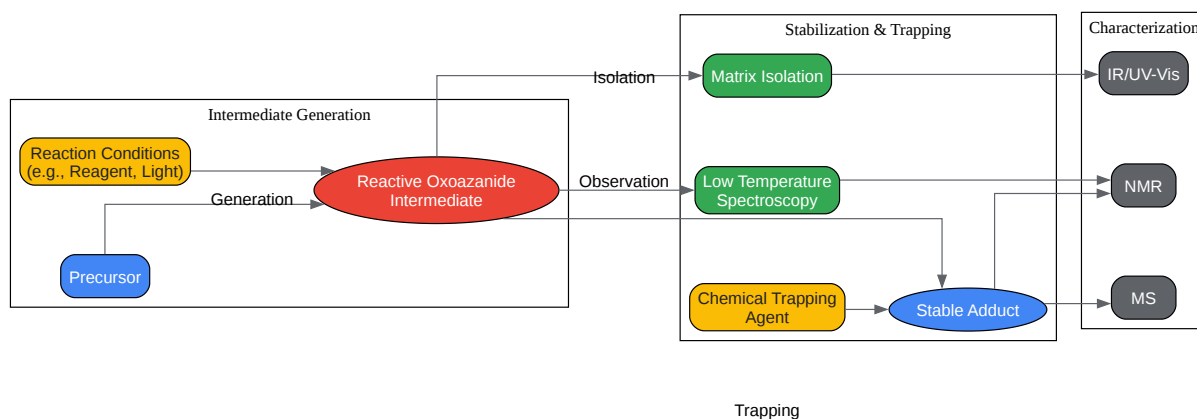 Intermediate Generation
Reaction Conditions
(e.g., Reagent, Light)
Generation
Precursor
Reactive Oxoazanide
Intermediate
Isolation
Observation
Trapping
Stabilization & Trapping
Matrix Isolation
Low Temperature
Spectroscopy
Chemical Trapping
Agent
Stable Adduct
Characterization
IR/UV-Vis
NMR
MS